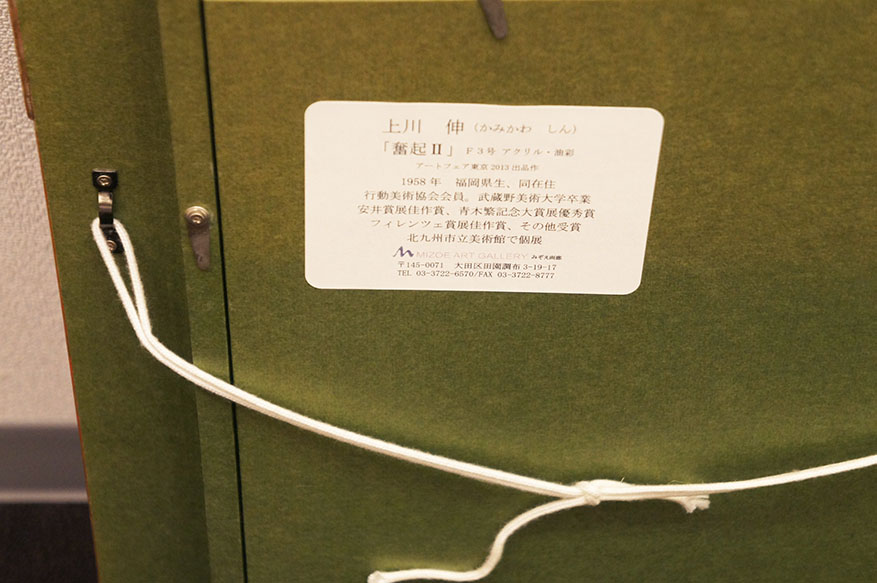 上川　伸（かみかわ　しん）
「奮起Ⅱ」 F3号 アクリル・油彩
アートフェア東京2013出品作
1958年　福岡県生、同在住
行動美術協会会員。武蔵野美術大学卒業
安井賞展佳作賞、青木繁記念大賞展優秀賞
フィレンツェ賞展佳作賞、その他受賞
北九州市立美術館で個展
MIZOE ART GALLERY みぞえ画廊
〒145-0071　大田区田園調布3-19-17
TEL 03-3722-6570/FAX 03-3722-8777